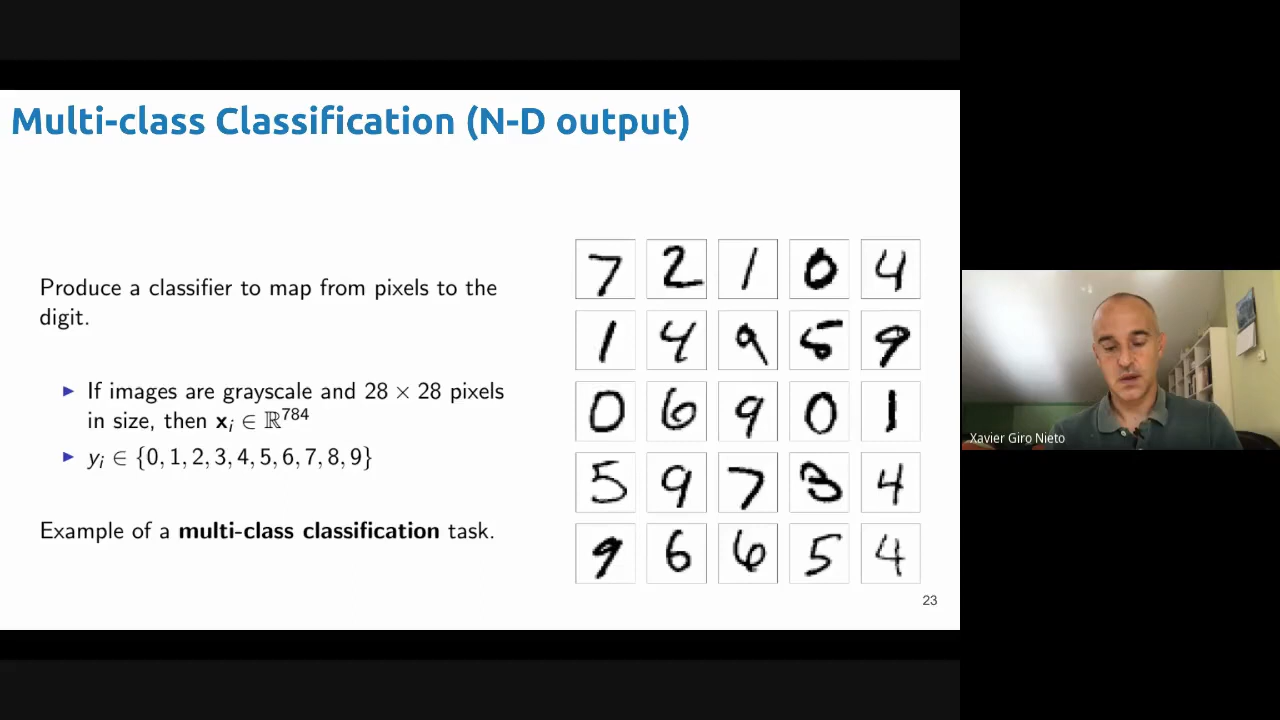 Multi-class Classification (N-D output)
Produce a classifier to map from pixels to the
digit.
▶ If images are grayscale and 28 × 28 pixels
in size, then xᵢ ∈ ℝ⁷⁸⁴
▶ yᵢ ∈ {0, 1, 2, 3, 4, 5, 6, 7, 8, 9}
Example of a multi-class classification task.
7 2 1 0 4
1 4 9 5 9
0 6 9 0 1
5 9 7 3 4
9 6 6 5 4
23
Xavier Giro Nieto